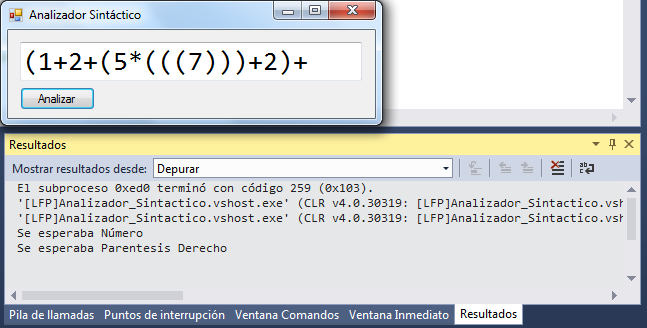 Analizador Sintáctico
(1+2+(5*(((7)))+2)+
Analizar
Resultados
Mostrar resultados desde: Depurar
El subproceso 0xed0 terminó con código 259 (0x103).
'[LFP]Analizador_Sintactico.vshost.exe' (CLR v4.0.30319: [LFP]Analizador_Sintactico.vsh
'[LFP]Analizador_Sintactico.vshost.exe' (CLR v4.0.30319: [LFP]Analizador_Sintactico.vsh
Se esperaba Número
Se esperaba Parentesis Derecho
Pila de llamadas Puntos de interrupción Ventana Comandos Ventana Inmediato Resultados